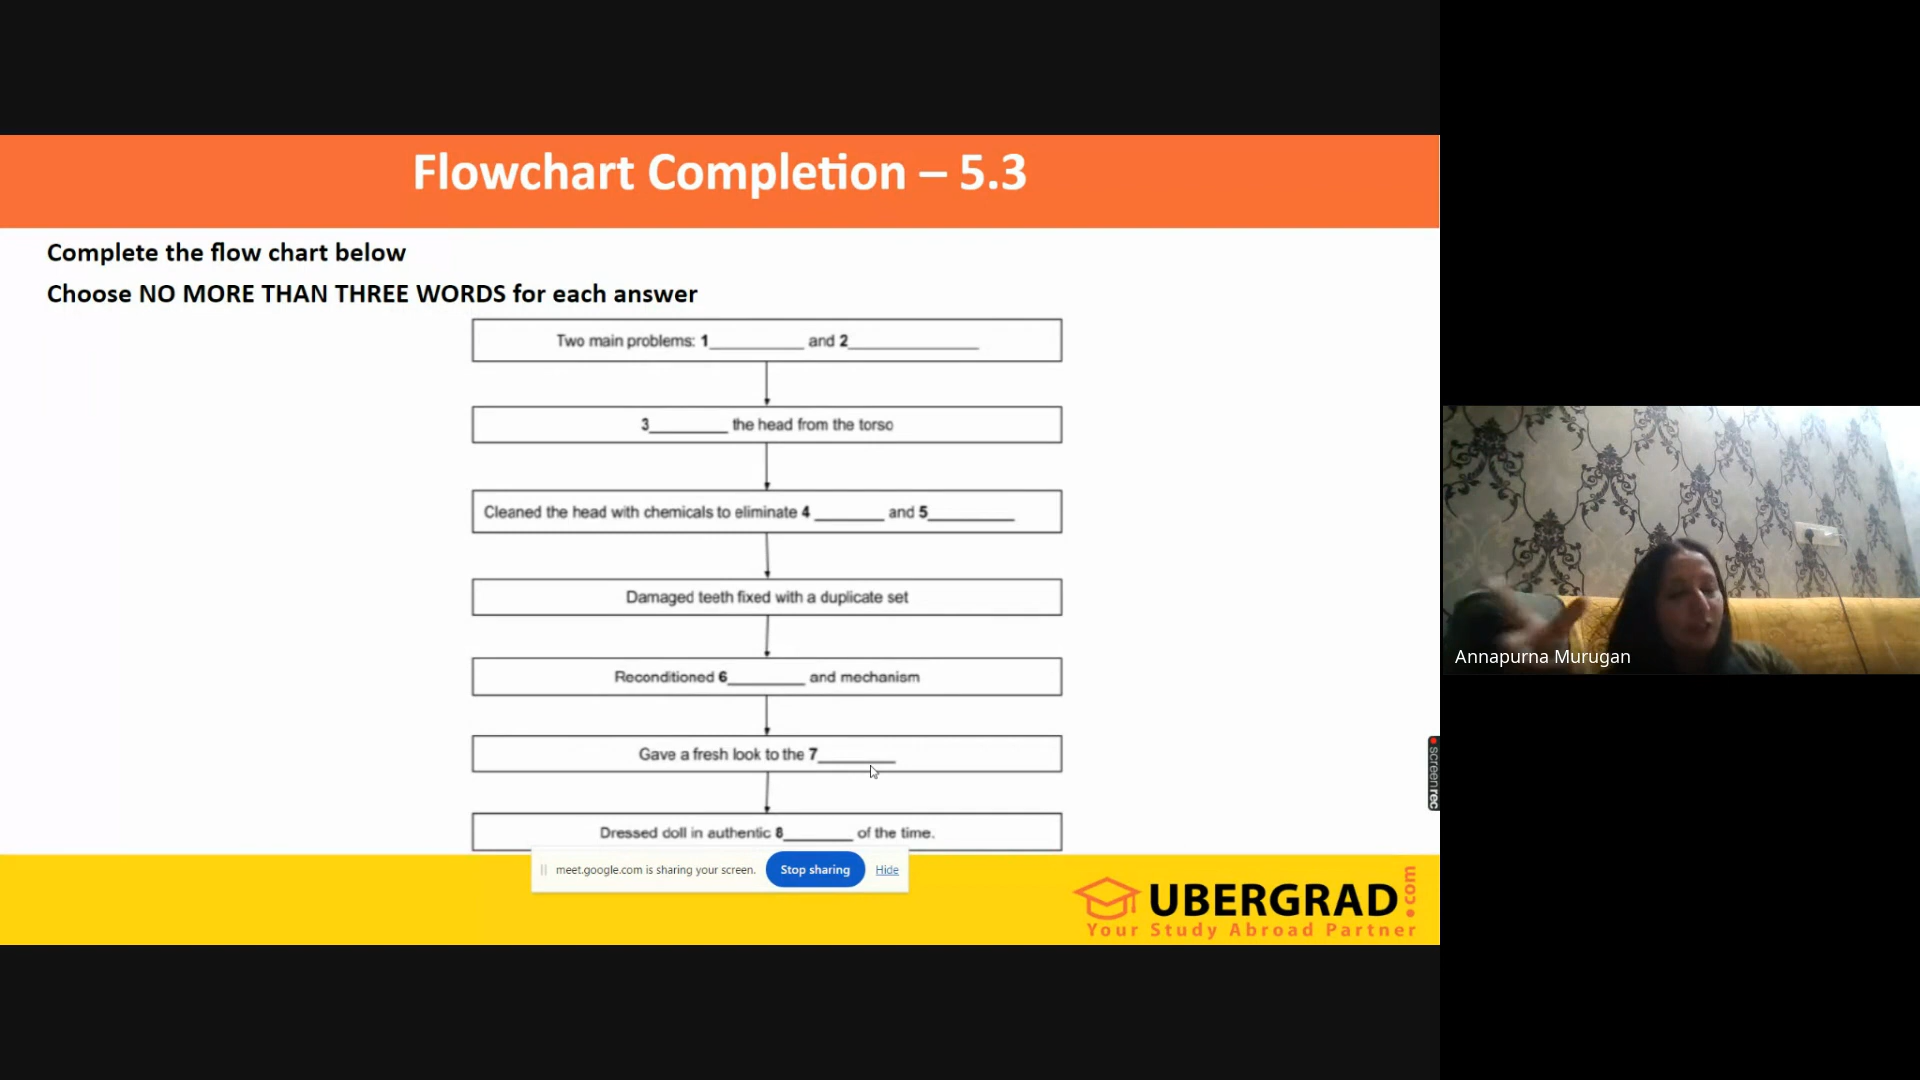 Flowchart Completion – 5.3
Complete the flow chart below
Choose NO MORE THAN THREE WORDS for each answer
Two main problems: 1__________ and 2______________
3_________ the head from the torso
Cleaned the head with chemicals to eliminate 4 ________ and 5__________
Damaged teeth fixed with a duplicate set
Reconditioned 6_________ and mechanism
Gave a fresh look to the 7_________
Dressed doll in authentic 8________ of the time.
meet.google.com is sharing your screen. Stop sharing Hide
UBERGRAD.com
Your Study Abroad Partner
screenrec
Annapurna Murugan